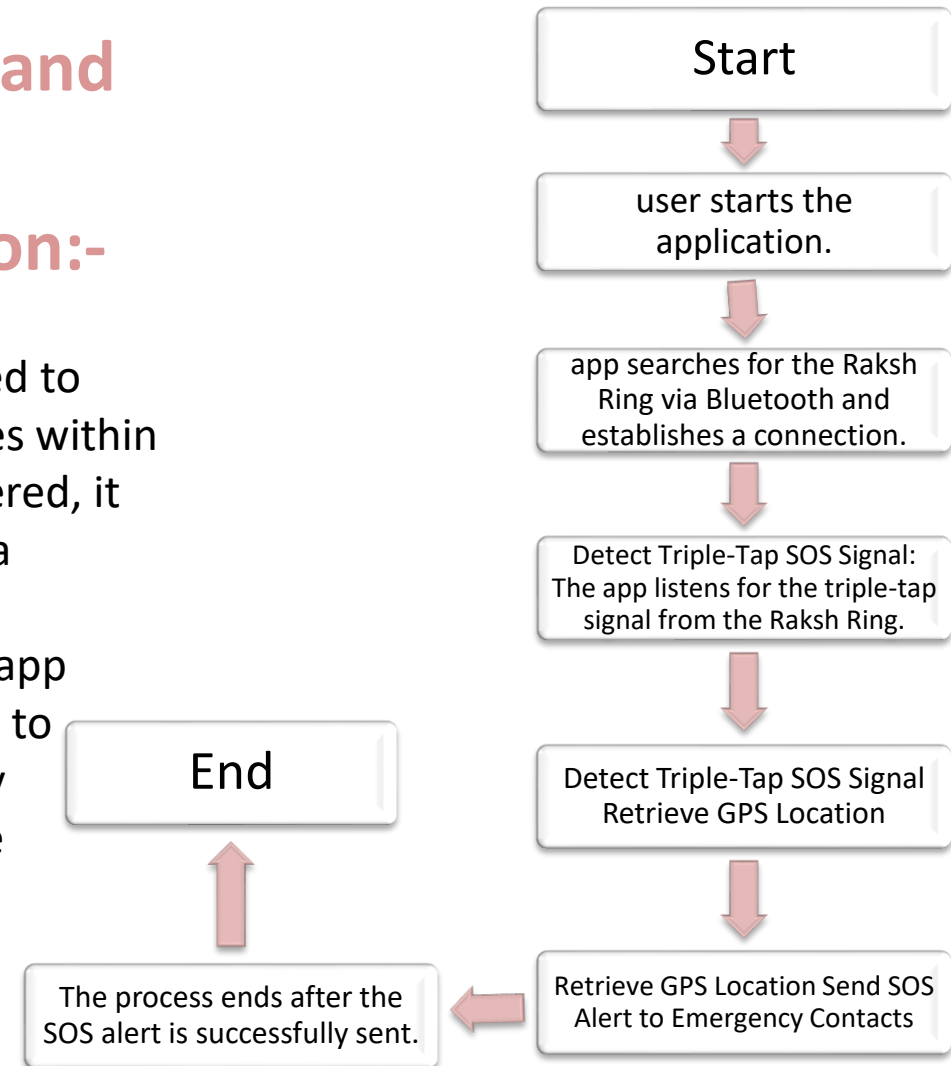 and
on:-
ed to
es within
ered, it
a
app
to
y
e
Start
user starts the
application.
app searches for the Raksh
Ring via Bluetooth and
establishes a connection.
Detect Triple-Tap SOS Signal:
The app listens for the triple-tap
signal from the Raksh Ring.
Detect Triple-Tap SOS Signal
Retrieve GPS Location
Retrieve GPS Location Send SOS
Alert to Emergency Contacts
The process ends after the
SOS alert is successfully sent.
End